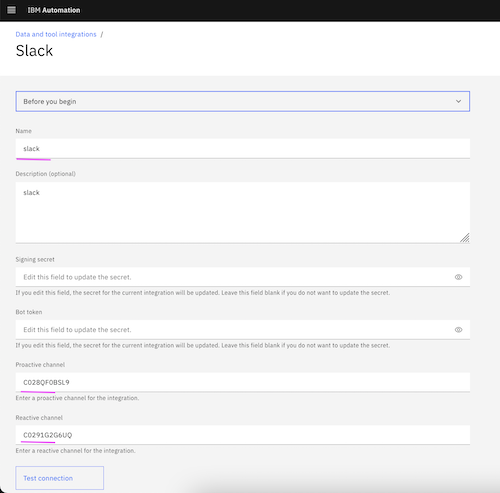 IBM Automation
Data and tool integrations /
Slack
Before you begin
Name
slack
Description (optional)
slack
Signing secret
Edit this field to update the secret.
If you edit this field, the secret for the current integration will be updated. Leave this field blank if you do not want to update the secret.
Bot token
Edit this field to update the secret.
If you edit this field, the secret for the current integration will be updated. Leave this field blank if you do not want to update the secret.
Proactive channel
C028QF0BSL9
Enter a proactive channel for the integration.
Reactive channel
C0291G2G6UQ
Enter a reactive channel for the integration.
Test connection